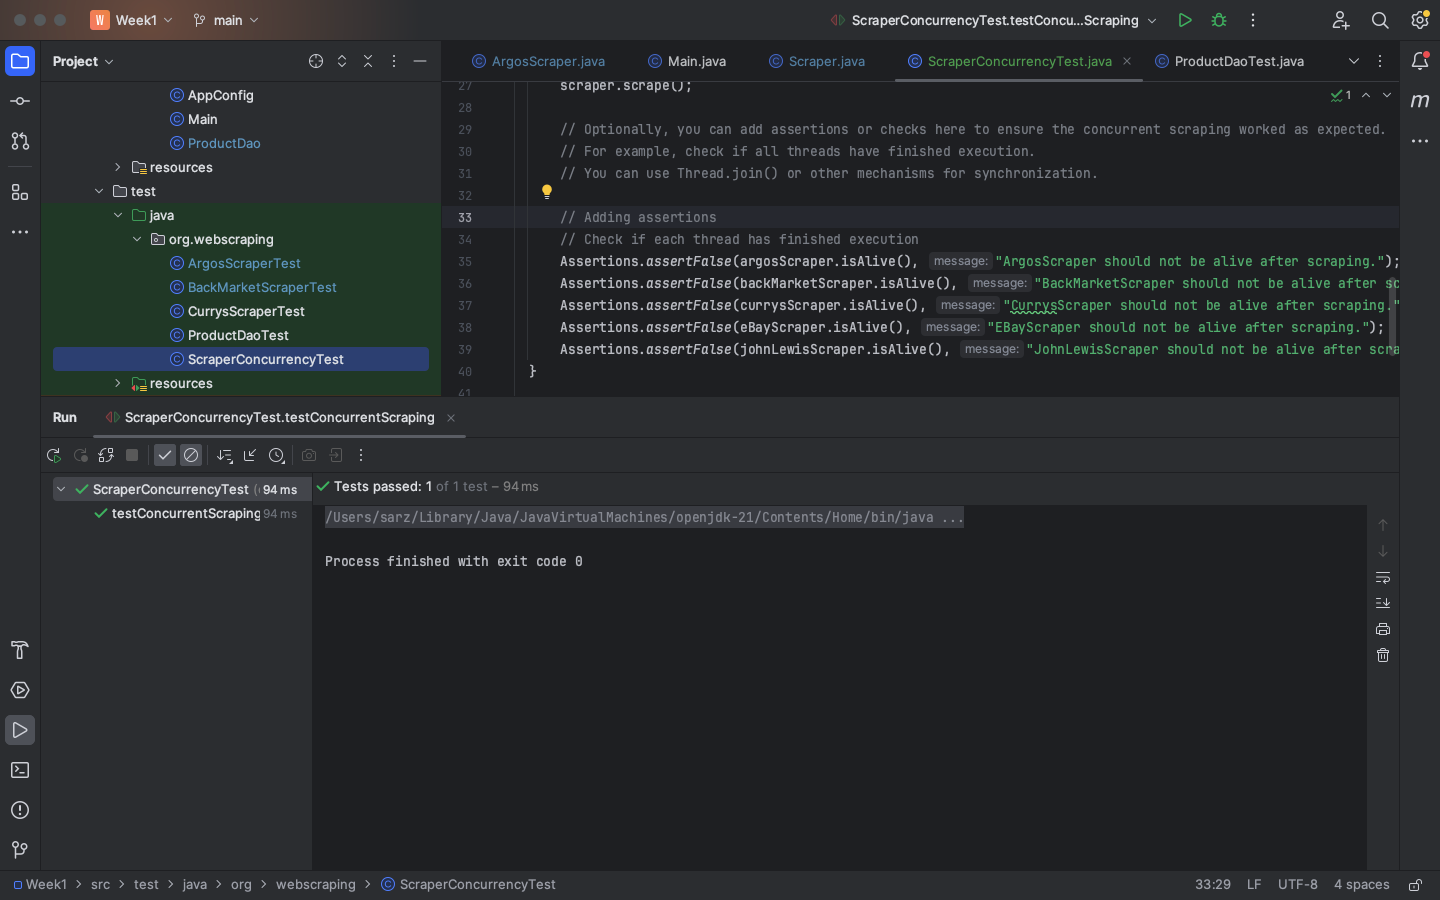 W Week1 main ScraperConcurrencyTest.testConcu...Scraping
Project
ArgosScraper.java Main.java Scraper.java ScraperConcurrencyTest.java ProductDaoTest.java
AppConfig
Main
ProductDao
resources
test
java
org.webscraping
ArgosScraperTest
BackMarketScraperTest
CurrysScraperTest
ProductDaoTest
ScraperConcurrencyTest
resources
27 scraper.scrape();
1
28
29 // Optionally, you can add assertions or checks here to ensure the concurrent scraping worked as expected.
30 // For example, check if all threads have finished execution.
31 // You can use Thread.join() or other mechanisms for synchronization.
32
33 // Adding assertions
34 // Check if each thread has finished execution
35 Assertions.assertFalse(argosScraper.isAlive(), message: "ArgosScraper should not be alive after scraping.");
36 Assertions.assertFalse(backMarketScraper.isAlive(), message: "BackMarketScraper should not be alive after sc
37 Assertions.assertFalse(currysScraper.isAlive(), message: "CurrysScraper should not be alive after scraping."
38 Assertions.assertFalse(eBayScraper.isAlive(), message: "EBayScraper should not be alive after scraping.");
39 Assertions.assertFalse(johnLewisScraper.isAlive(), message: "JohnLewisScraper should not be alive after scra
40 }
41
m
Run ScraperConcurrencyTest.testConcurrentScraping
ScraperConcurrencyTest ( 94 ms
testConcurrentScraping 94 ms
Tests passed: 1 of 1 test – 94 ms
/Users/sarz/Library/Java/JavaVirtualMachines/openjdk-21/Contents/Home/bin/java ...
Process finished with exit code 0
Week1 > src > test > java > org > webscraping > ScraperConcurrencyTest
33:29 LF UTF-8 4 spaces